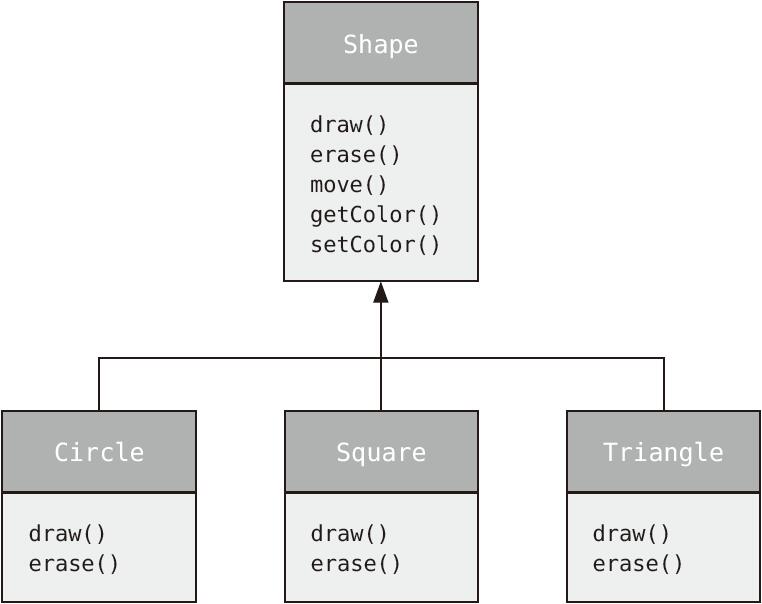 Shape
draw()
erase()
move()
getColor()
setColor()
Circle
draw()
erase()
Square
draw()
erase()
Triangle
draw()
erase()